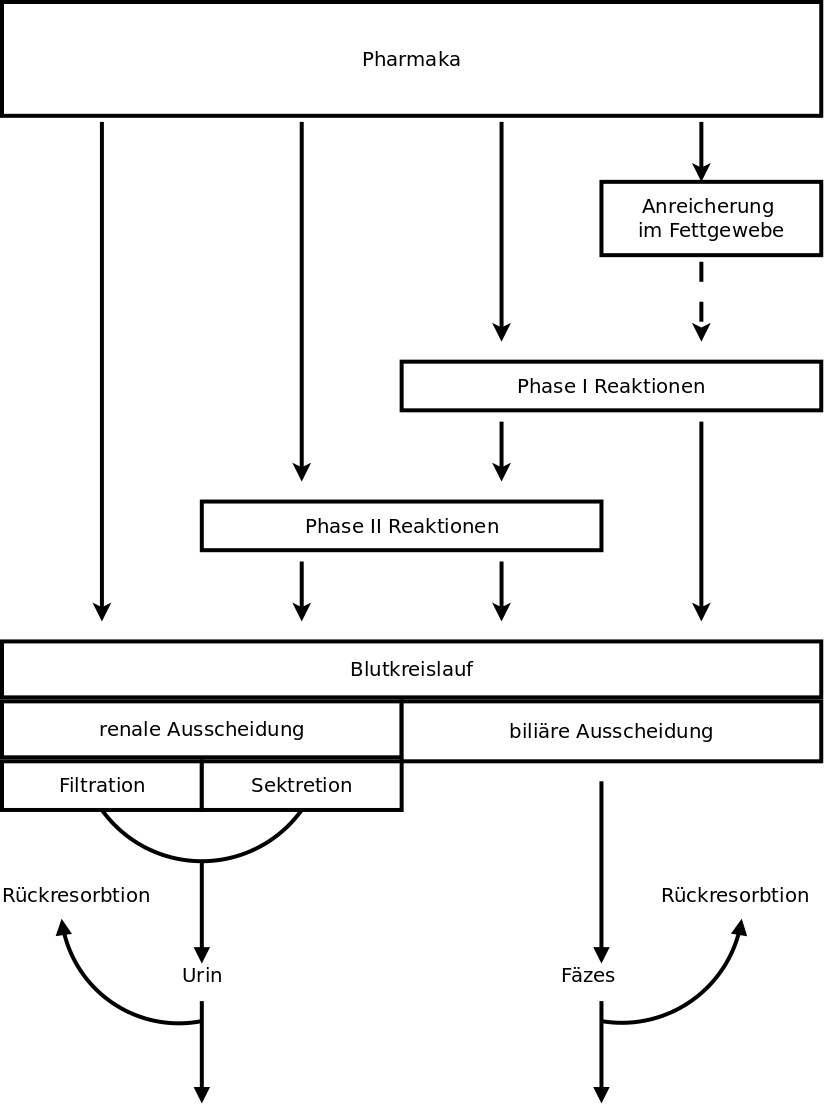 Pharmaka
Anreicherung
im Fettgewebe
Phase I Reaktionen
Phase II Reaktionen
Blutkreislauf
renale Ausscheidung
biliäre Ausscheidung
Filtration
Sektretion
Rückresorbtion
Rückresorbtion
Urin
Fäzes